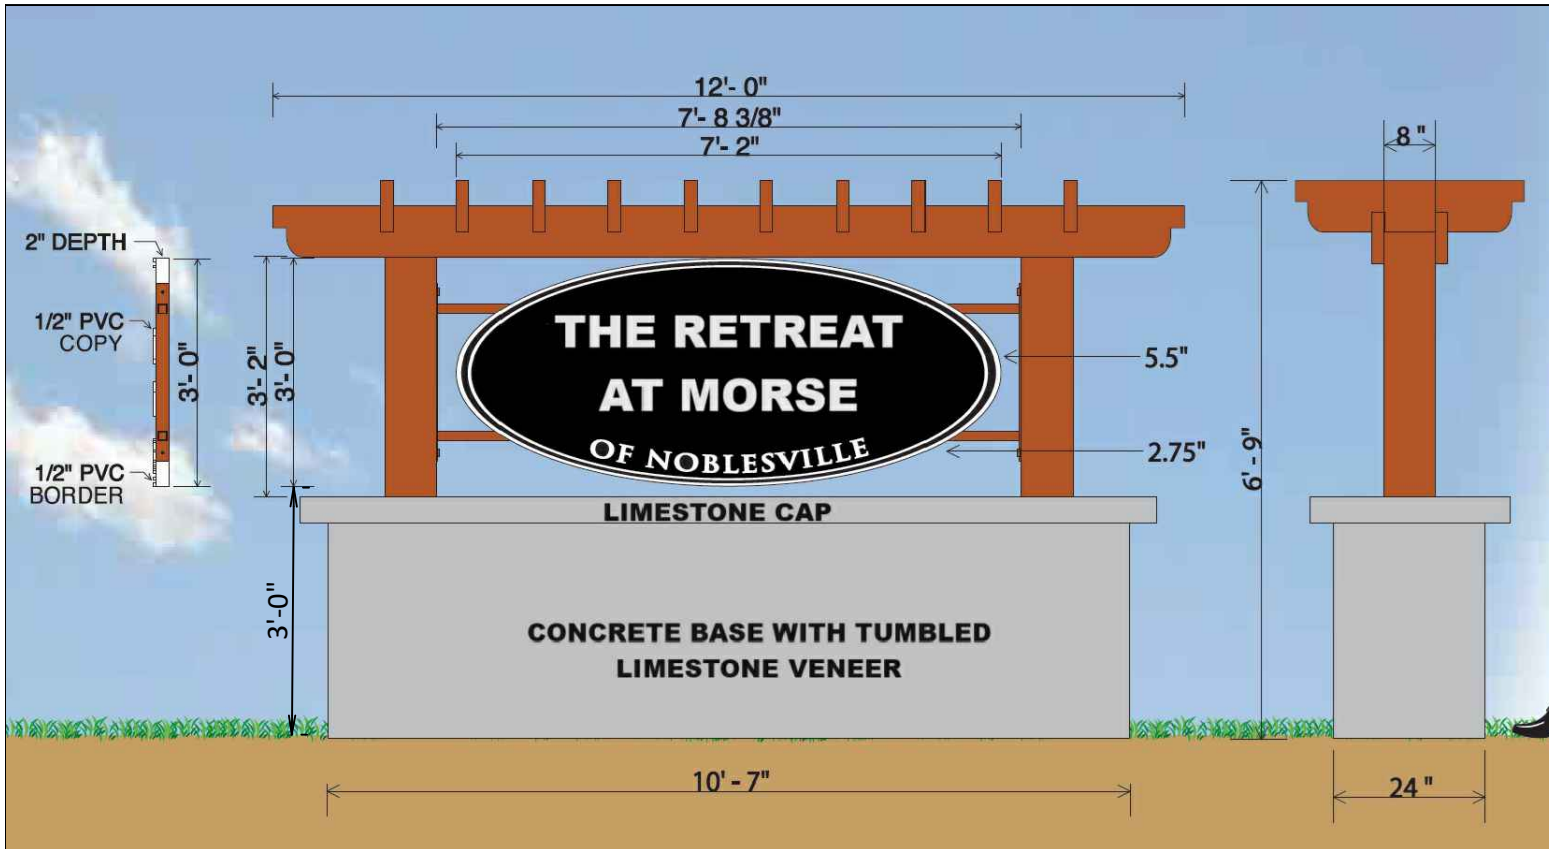 12'- 0"
7'- 8 3/8"
7'- 2"
8 "
2" DEPTH
1/2" PVC
COPY
1/2" PVC
BORDER
3'- 0"
3'- 2"
3'- 0"
THE RETREAT
AT MORSE
OF NOBLESVILLE
5.5"
2.75"
6' - 9"
LIMESTONE CAP
3'-0"
CONCRETE BASE WITH TUMBLED
LIMESTONE VENEER
10' - 7"
24 "